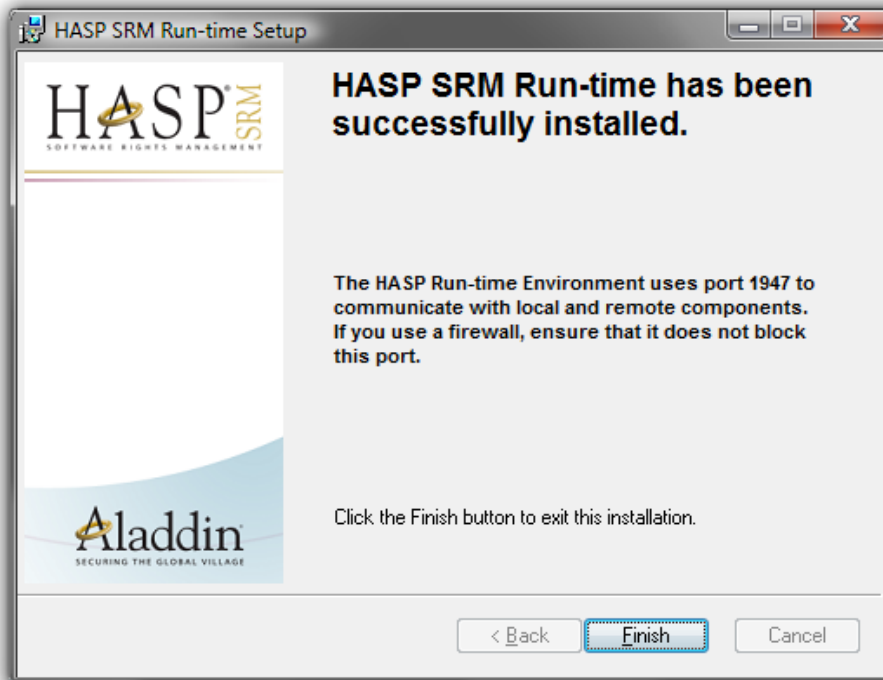 HASP SRM Run-time Setup
HASP SRM
SOFTWARE RIGHTS MANAGEMENT
HASP SRM Run-time has been
successfully installed.
The HASP Run-time Environment uses port 1947 to
communicate with local and remote components.
If you use a firewall, ensure that it does not block
this port.
Click the Finish button to exit this installation.
Aladdin
SECURING THE GLOBAL VILLAGE
< Back
Finish
Cancel